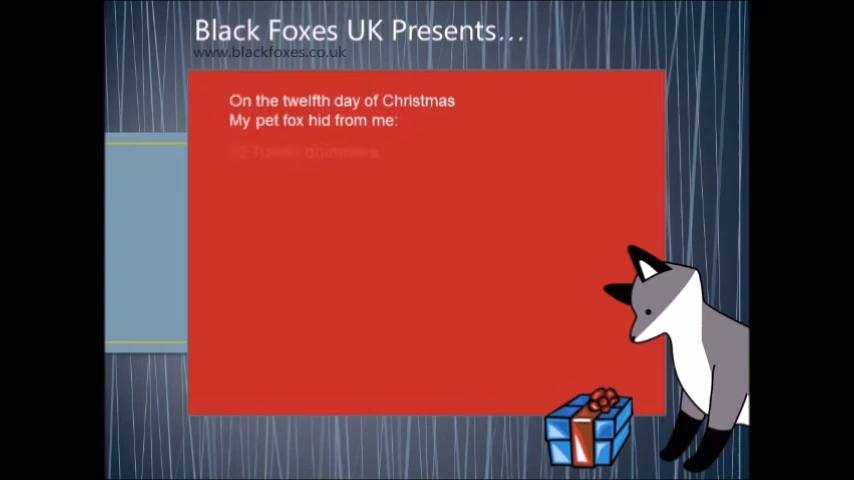 Black Foxes UK Presents...
www.blackfoxes.co.uk
On the twelfth day of Christmas
My pet fox hid from me: